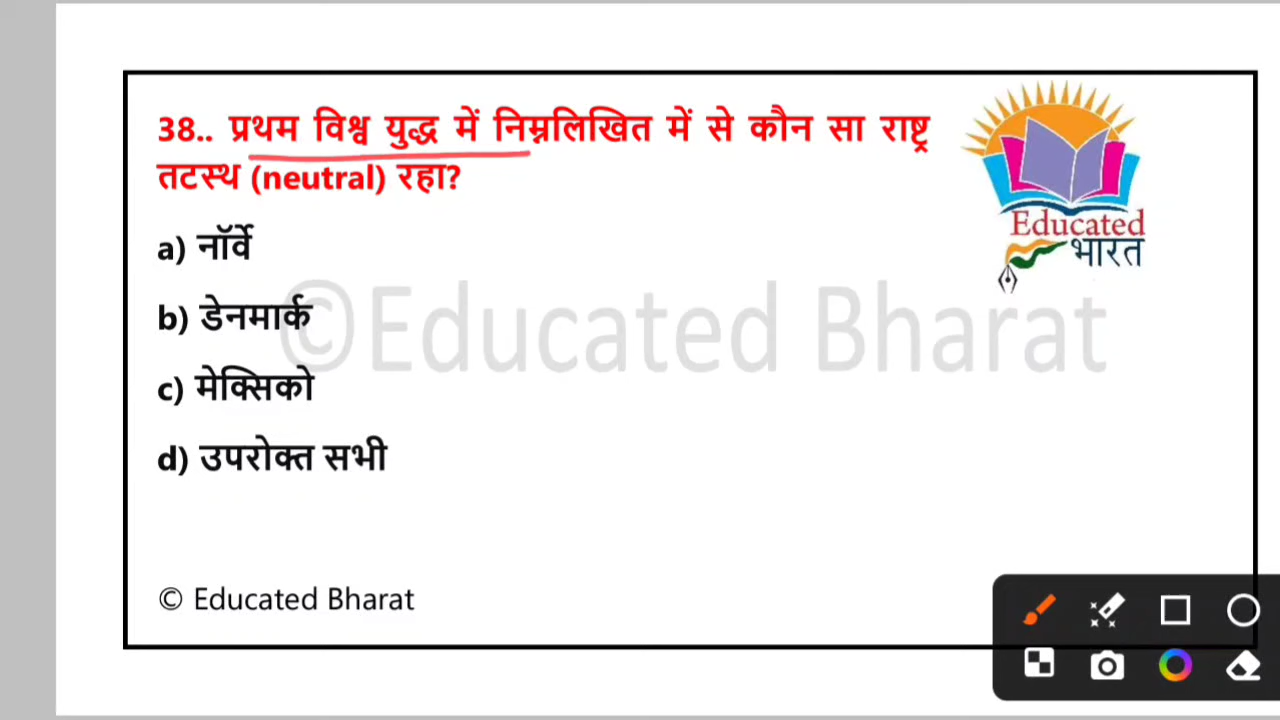 38.. प्रथम विश्व युद्ध में निम्नलिखित में से कौन सा राष्ट्र
तटस्थ (neutral) रहा?
Educated
भारत
a) नॉर्वे
b) डेनमार्क
©Educated Bharat
c) मेक्सिको
d) उपरोक्त सभी
© Educated Bharat